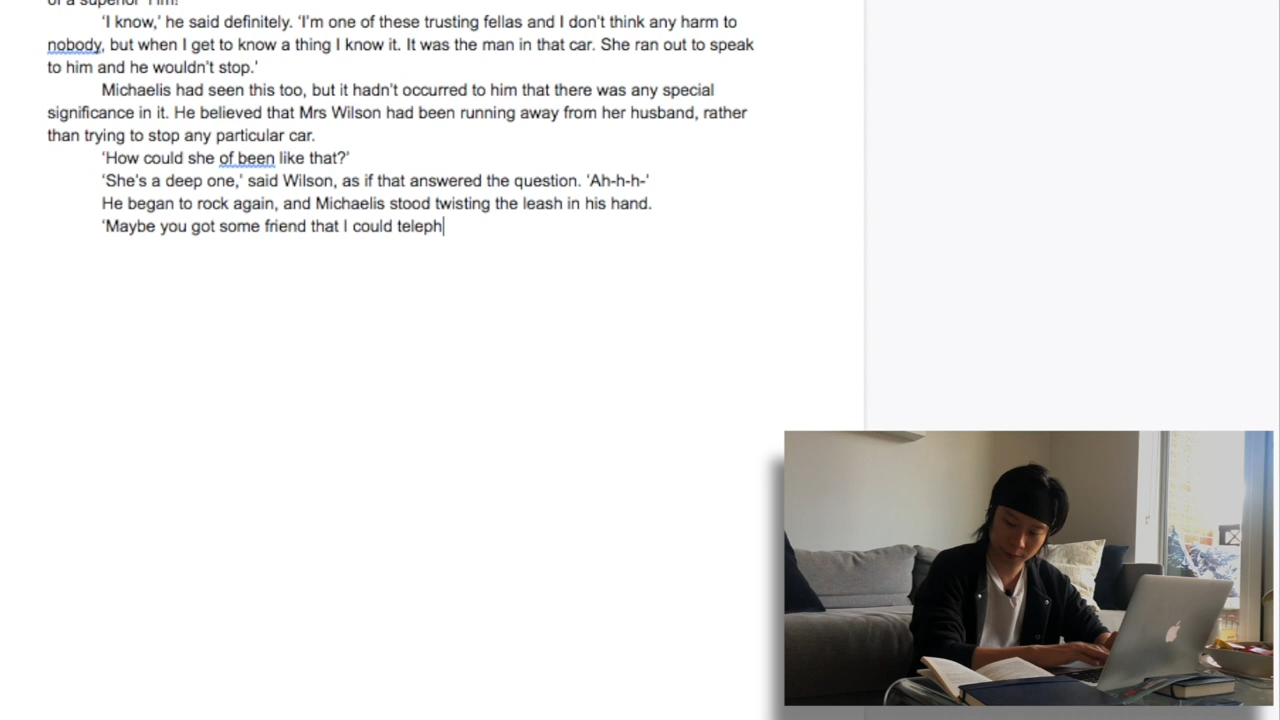 of a superior 'Hm!'
'I know,' he said definitely. 'I'm one of these trusting fellas and I don't think any harm to
nobody, but when I get to know a thing I know it. It was the man in that car. She ran out to speak
to him and he wouldn't stop.'
Michaelis had seen this too, but it hadn't occurred to him that there was any special
significance in it. He believed that Mrs Wilson had been running away from her husband, rather
than trying to stop any particular car.
'How could she of been like that?'
'She's a deep one,' said Wilson, as if that answered the question. 'Ah-h-h-'
He began to rock again, and Michaelis stood twisting the leash in his hand.
'Maybe you got some friend that I could teleph